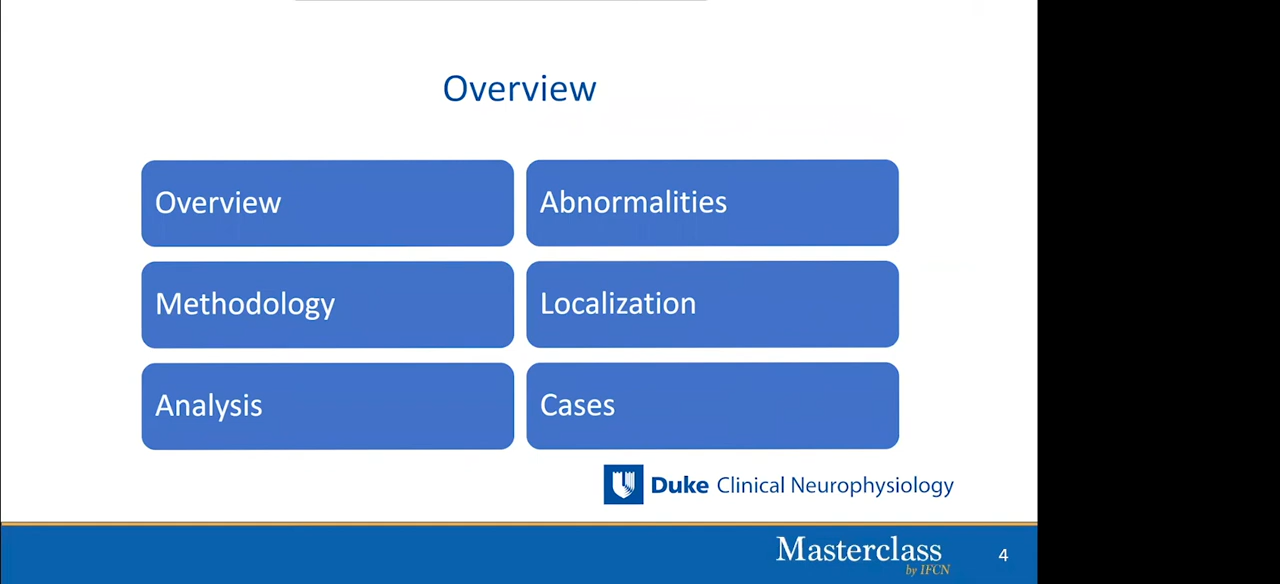 Overview
Overview
Abnormalities
Methodology
Localization
Analysis
Cases
Duke Clinical Neurophysiology
Masterclass
by IFCN
4